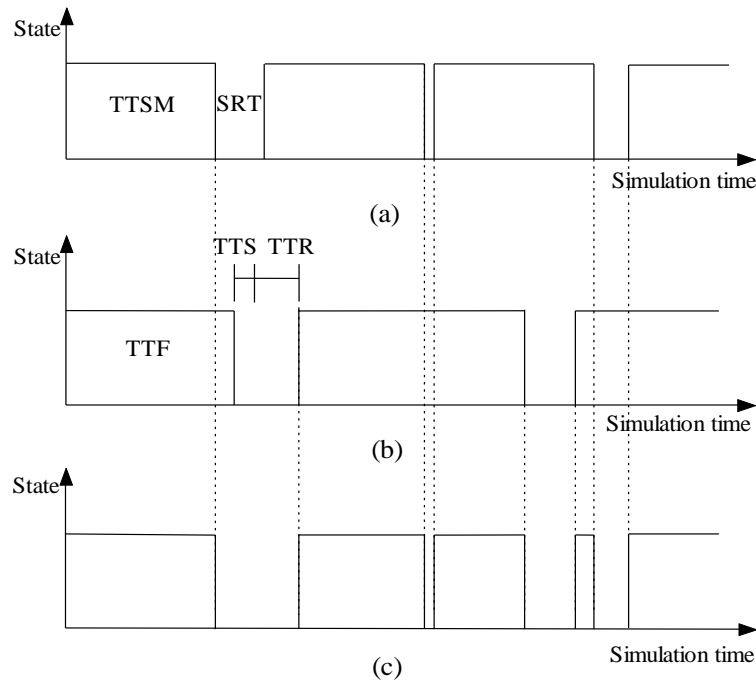 State
TTSM
SRT
Simulation time
(a)
State
TTS
TTR
TTF
Simulation time
(b)
State
Simulation time
(c)